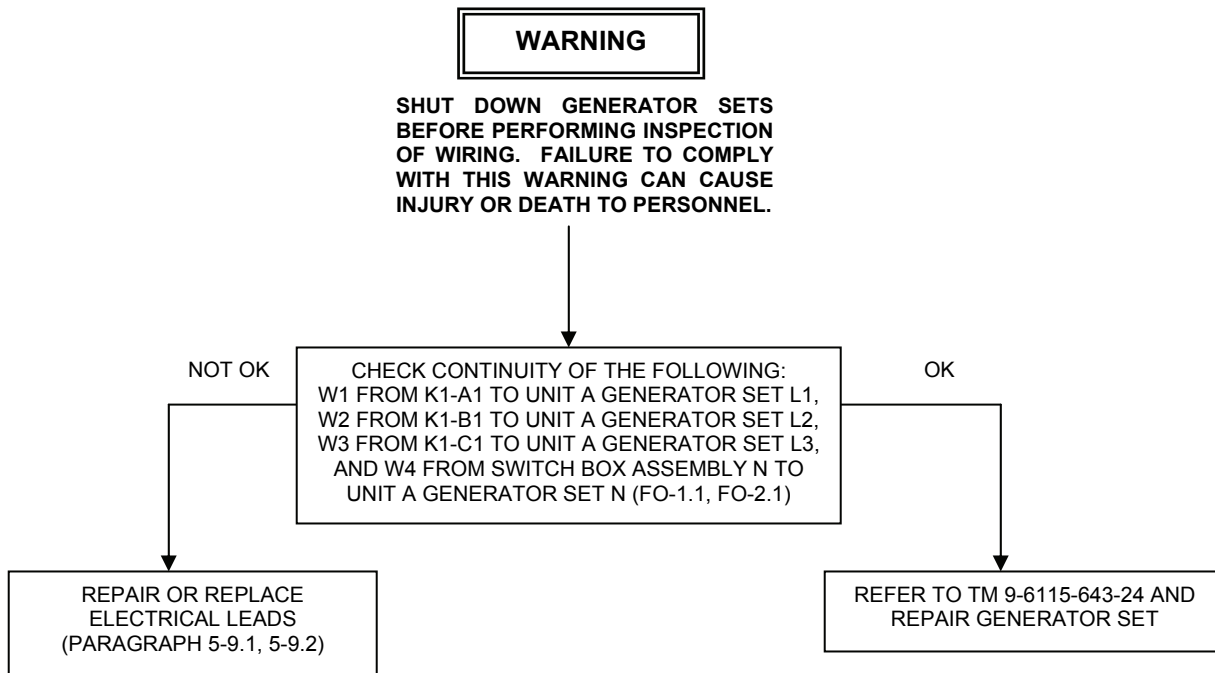 WARNING
SHUT DOWN GENERATOR SETS
BEFORE PERFORMING INSPECTION
OF WIRING. FAILURE TO COMPLY
WITH THIS WARNING CAN CAUSE
INJURY OR DEATH TO PERSONNEL.
NOT OK
CHECK CONTINUITY OF THE FOLLOWING:
W1 FROM K1-A1 TO UNIT A GENERATOR SET L1,
W2 FROM K1-B1 TO UNIT A GENERATOR SET L2,
W3 FROM K1-C1 TO UNIT A GENERATOR SET L3,
AND W4 FROM SWITCH BOX ASSEMBLY N TO
UNIT A GENERATOR SET N (FO-1.1, FO-2.1)
OK
REPAIR OR REPLACE
ELECTRICAL LEADS
(PARAGRAPH 5-9.1, 5-9.2)
REFER TO TM 9-6115-643-24 AND
REPAIR GENERATOR SET